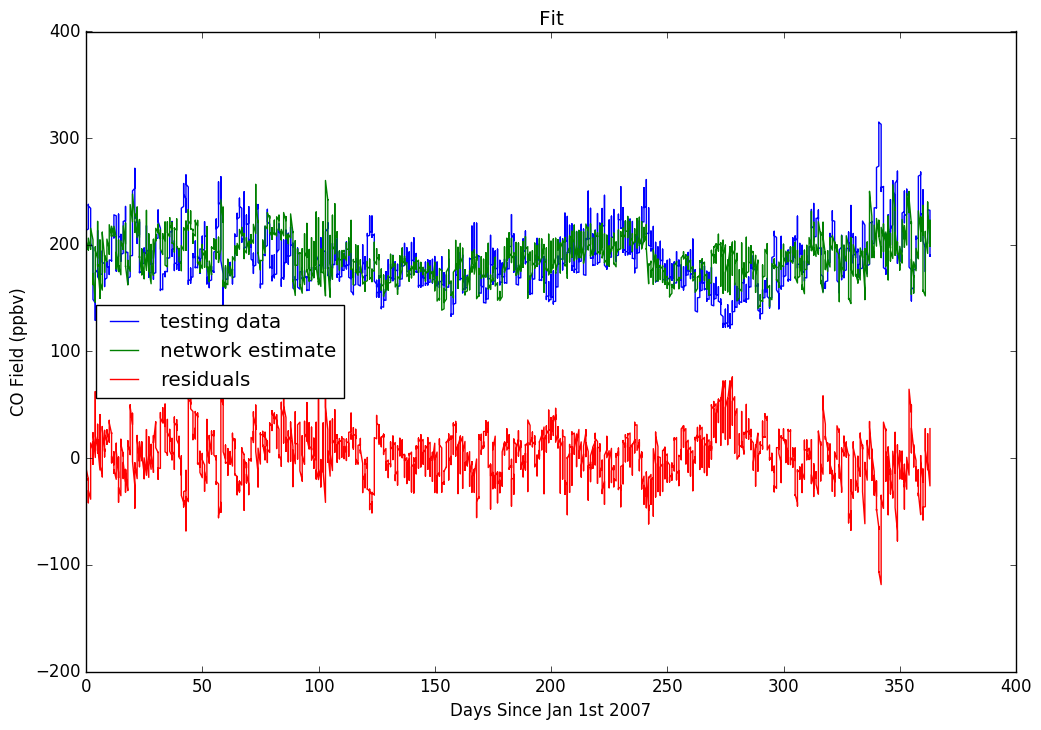 Fit
400
300
200
100
0
−100
−200
CO Field (ppbv)
testing data
network estimate
residuals
0 50 100 150 200 250 300 350 400
Days Since Jan 1st 2007